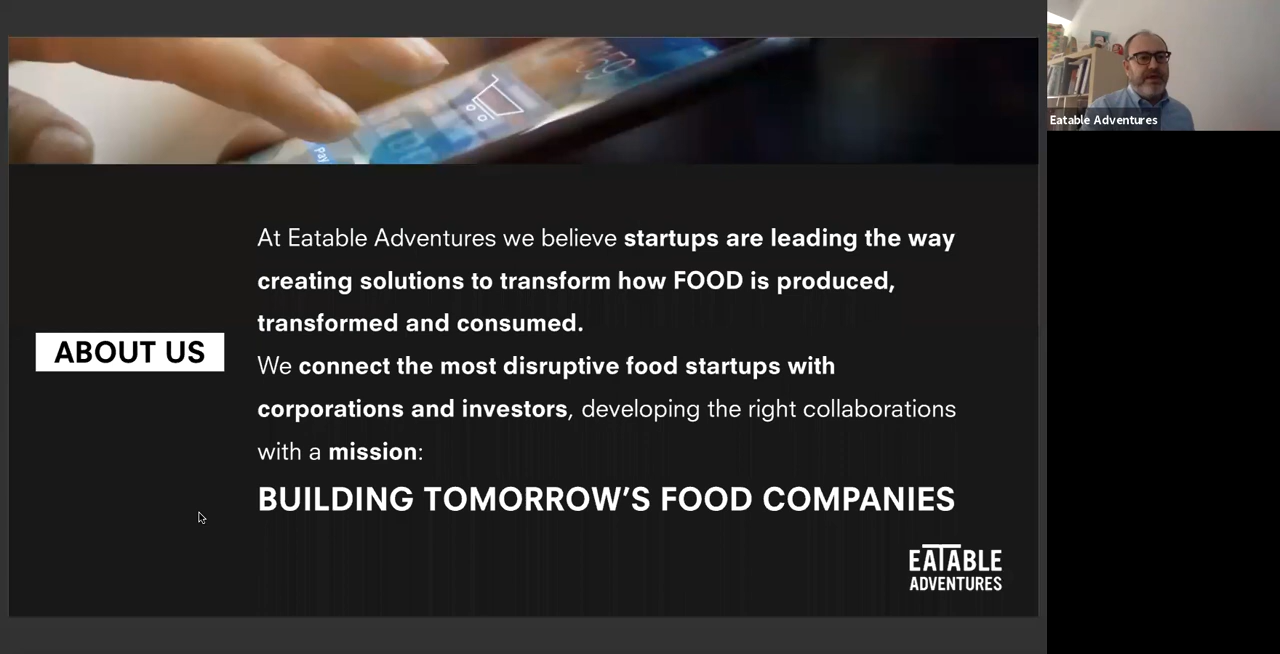 Pay
Eatable Adventures
At Eatable Adventures we believe startups are leading the way
creating solutions to transform how FOOD is produced,
transformed and consumed.
ABOUT US
We connect the most disruptive food startups with
corporations and investors, developing the right collaborations
with a mission:
BUILDING TOMORROW’S FOOD COMPANIES
EATABLE
ADVENTURES